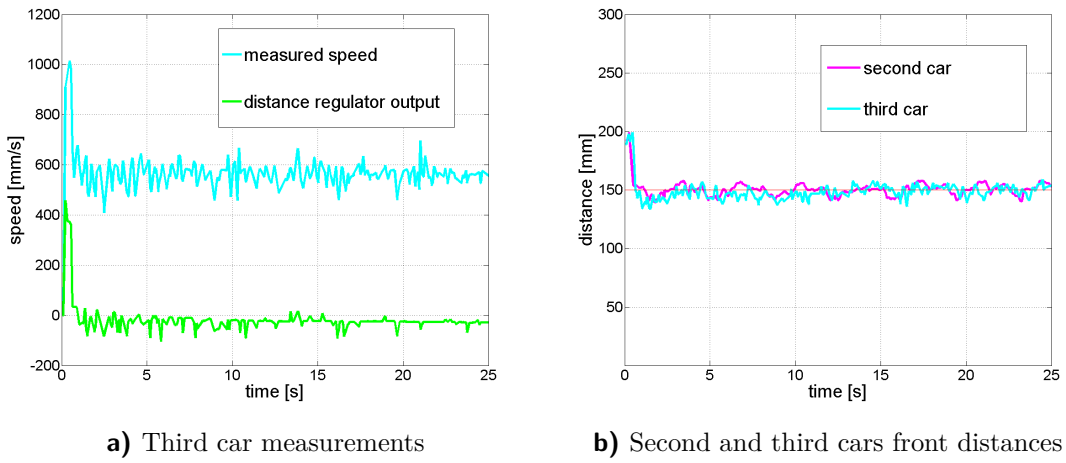 1200
1000
800
600
400
200
0
-200
speed [mm/s]
measured speed
distance regulator output
0 5 10 15 20 25
time [s]
a) Third car measurements
300
250
200
150
100
50
distance [mm]
second car
third car
0 5 10 15 20 25
time [s]
b) Second and third cars front distances